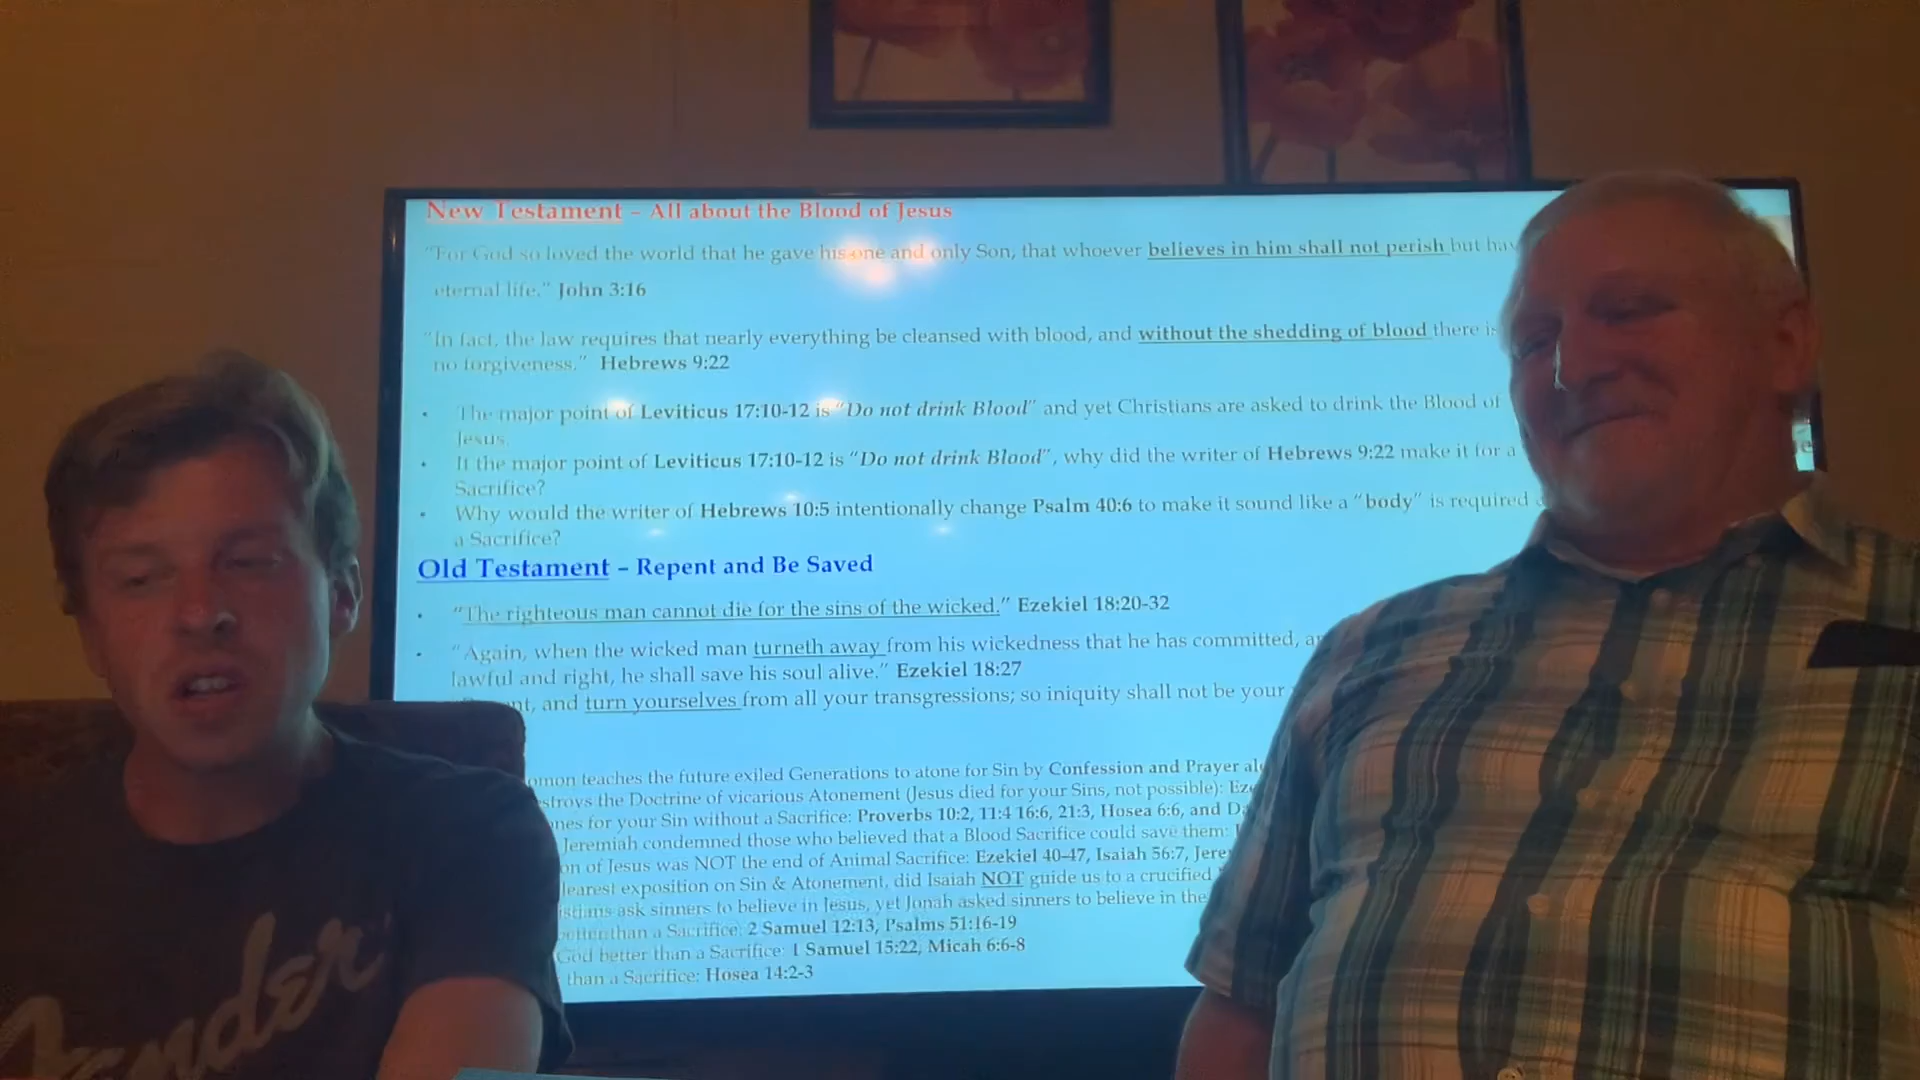 New Testament – All about the Blood of Jesus
"For God so loved the world that he gave his one and only Son, that whoever believes in him shall not perish but
eternal life." John 3:16
"In fact, the law requires that nearly everything be cleansed with blood, and without the shedding of blood there is
no forgiveness." Hebrews 9:22
• The major point of Leviticus 17:10-12 is "Do not drink Blood" and yet Christians are asked to drink the Blood of
Jesus.
• If the major point of Leviticus 17:10-12 is "Do not drink Blood", why did the writer of Hebrews 9:22 make it for a
Sacrifice?
• Why would the writer of Hebrews 10:5 intentionally change Psalm 40:6 to make it sound like a "body" is required
a Sacrifice?
Old Testament – Repent and Be Saved
• "The righteous man cannot die for the sins of the wicked." Ezekiel 18:20-32
• "Again, when the wicked man turneth away from his wickedness that he has committed,
lawful and right, he shall save his soul alive." Ezekiel 18:27
and turn yourselves from all your transgressions; so iniquity shall not be your
teaches the future exiled Generations to atone for Sin by Confession and Prayer
the Doctrine of vicarious Atonement (Jesus died for your Sins, not possible):
for your Sin without a Sacrifice: Proverbs 10:2, 11:4 16:6, 21:3, Hosea 6:6, and
Jeremiah condemned those who believed that a Blood Sacrifice could save them:
of Jesus was NOT the end of Animal Sacrifice: Ezekiel 40-47, Isaiah 56:7,
exposition on Sin & Atonement, did Isaiah NOT guide us to a crucified
ask sinners to believe in Jesus, yet Jonah asked sinners to believe in the
than a Sacrifice: 2 Samuel 12:13, Psalms 51:16-19
God better than a Sacrifice: 1 Samuel 15:22, Micah 6:6-8
than a Sacrifice: Hosea 14:2-3
Fender